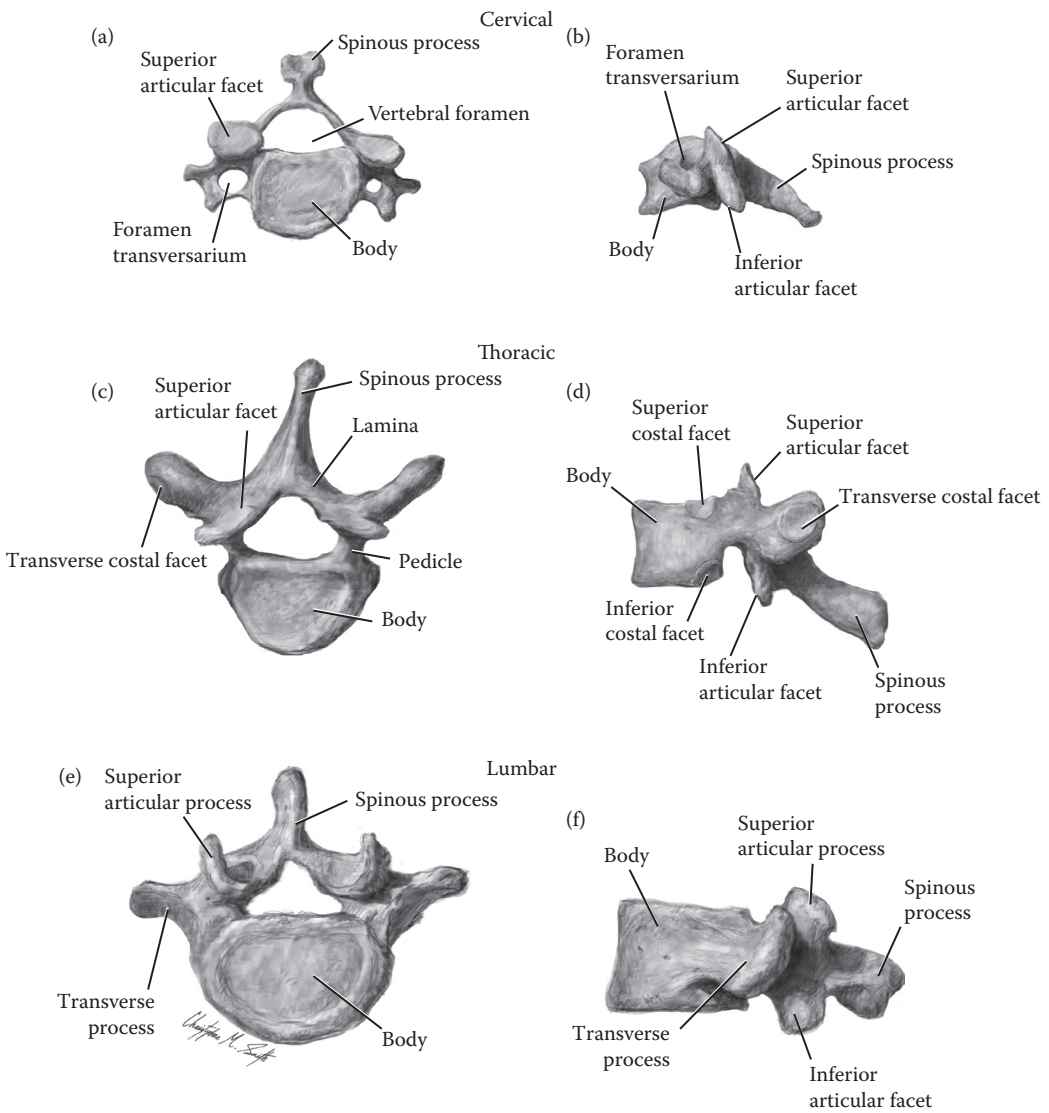 Cervical
(a)
Spinous process
Superior
articular facet
Vertebral foramen
Foramen
transversarium
Body
(b)
Foramen
transversarium
Superior
articular facet
Spinous process
Body
Inferior
articular facet
Thoracic
(c)
Superior
articular facet
Spinous process
Lamina
Transverse costal facet
Pedicle
Body
(d)
Superior
costal facet
Superior
articular facet
Body
Transverse costal facet
Inferior
costal facet
Inferior
articular facet
Spinous
process
Lumbar
(e)
Superior
articular process
Spinous process
Transverse
process
Body
(f)
Superior
articular process
Body
Spinous
process
Transverse
process
Inferior
articular facet
Christopher M. Smith